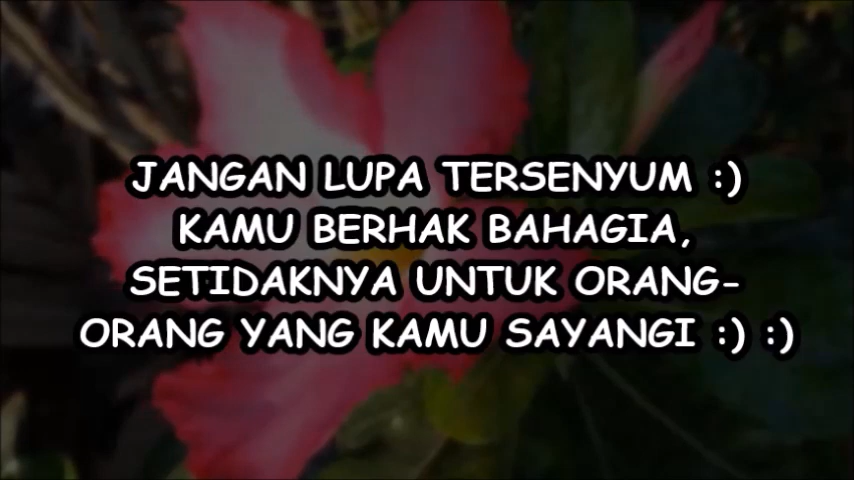 JANGAN LUPA TERSENYUM :)
KAMU BERHAK BAHAGIA,
SETIDAKNYA UNTUK ORANG-
ORANG YANG KAMU SAYANGI :) :)